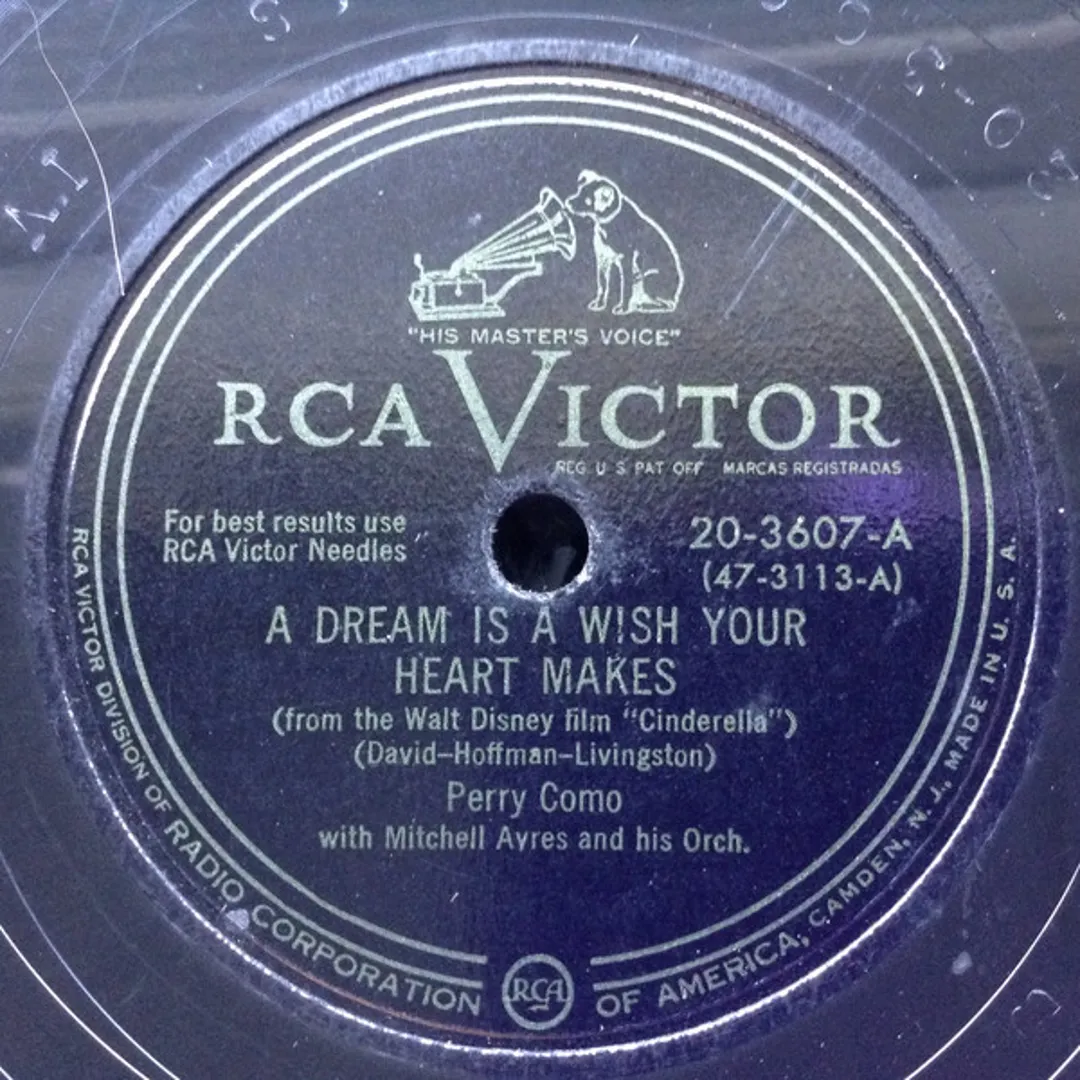 "HIS MASTER'S VOICE"
RCA VICTOR
REG U S PAT OFF MARCAS REGISTRADAS
For best results use
RCA Victor Needles
20-3607-A
(47-3113-A)
A DREAM IS A WISH YOUR
HEART MAKES
(from the Walt Disney film "Cinderella")
(David–Hoffman–Livingston)
Perry Como
with Mitchell Ayres and his Orch.
RCA VICTOR DIVISION OF RADIO CORPORATION OF AMERICA, CAMDEN, N. J., MADE IN U. S. A.
RCA